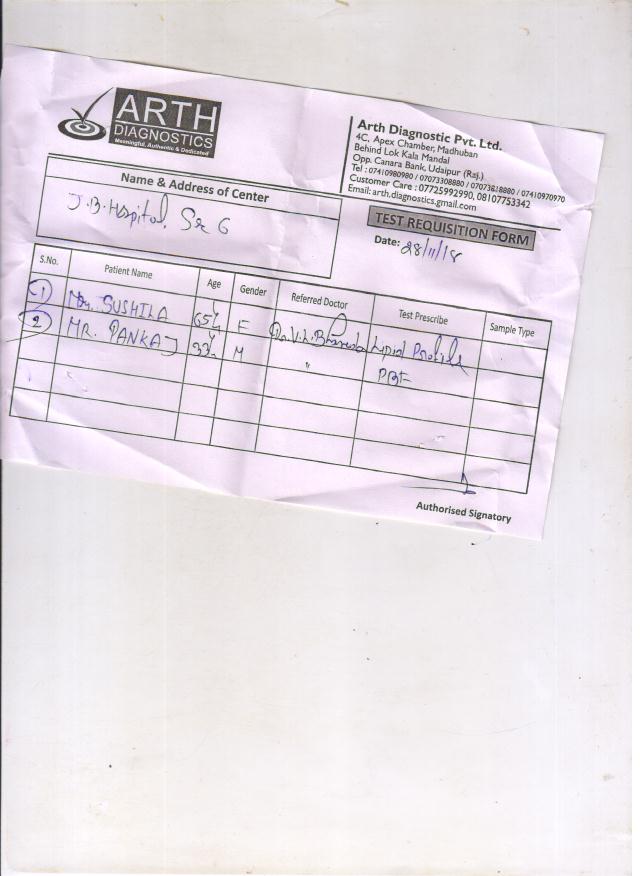 ARTH
DIAGNOSTICS
Meaningful, Authentic & Dedicated
Arth Diagnostic Pvt. Ltd.
4C, Apex Chamber, Madhuban
Behind Lok Kala Mandal
Opp. Canara Bank, Udaipur (Raj.)
Tel : 07410980980 / 07073308880 / 07073618880 / 07410970970
Customer Care : 07725992990, 08107753342
Email: arth.diagnostics.gmail.com
Name & Address of Center
J.B. Hospital, Sec 6
TEST REQUISITION FORM
Date: 28/11/18
S.No. Patient Name Age Gender Referred Doctor Test Prescribe Sample Type
1 SUSHILA 65 F Dr. V.L. Lipid Profile
2 MR. PANKAJ 33 M " PBF
Authorised Signatory